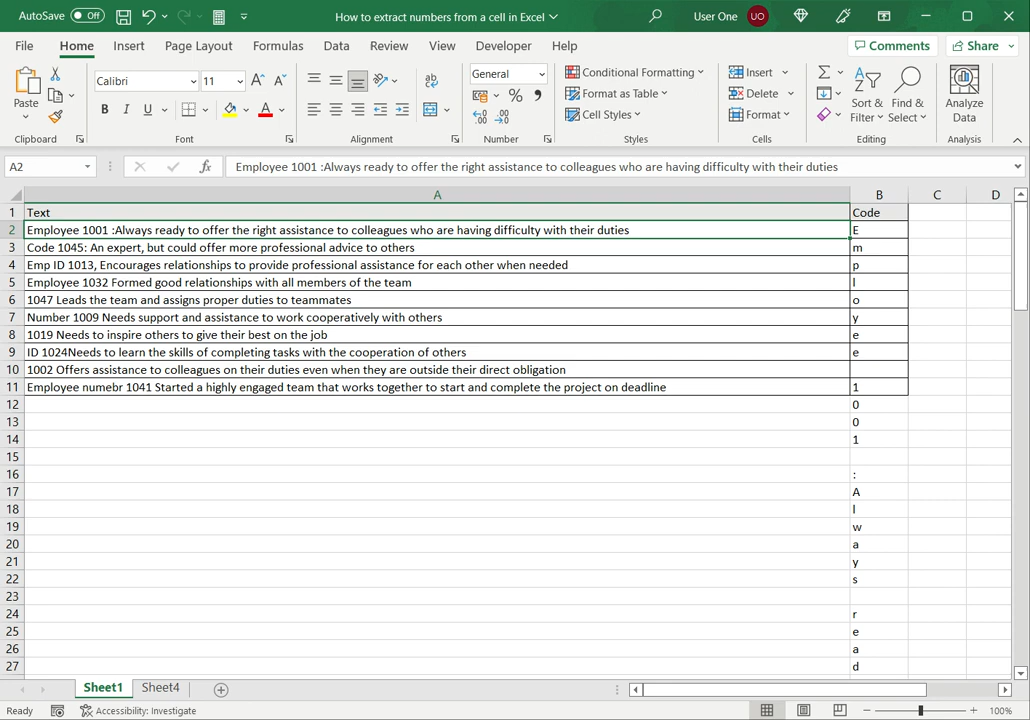 AutoSave Off How to extract numbers from a cell in Excel User One UO
File Home Insert Page Layout Formulas Data Review View Developer Help Comments Share
Paste Calibri 11 A A ab General Conditional Formatting Insert Sort & Filter Find & Select Analyze Data
B I U A % Format as Table Delete
Cell Styles Format
Clipboard Font Alignment Number Styles Cells Editing Analysis
A2 fx Employee 1001 :Always ready to offer the right assistance to colleagues who are having difficulty with their duties
A B C D
1 Text Code
2 Employee 1001 :Always ready to offer the right assistance to colleagues who are having difficulty with their duties E
3 Code 1045: An expert, but could offer more professional advice to others m
4 Emp ID 1013, Encourages relationships to provide professional assistance for each other when needed p
5 Employee 1032 Formed good relationships with all members of the team l
6 1047 Leads the team and assigns proper duties to teammates o
7 Number 1009 Needs support and assistance to work cooperatively with others y
8 1019 Needs to inspire others to give their best on the job e
9 ID 1024Needs to learn the skills of completing tasks with the cooperation of others e
10 1002 Offers assistance to colleagues on their duties even when they are outside their direct obligation
11 Employee numebr 1041 Started a highly engaged team that works together to start and complete the project on deadline 1
12 0
13 0
14 1
15
16 :
17 A
18 l
19 w
20 a
21 y
22 s
23
24 r
25 e
26 a
27 d
Sheet1 Sheet4
Ready Accessibility: Investigate 100%